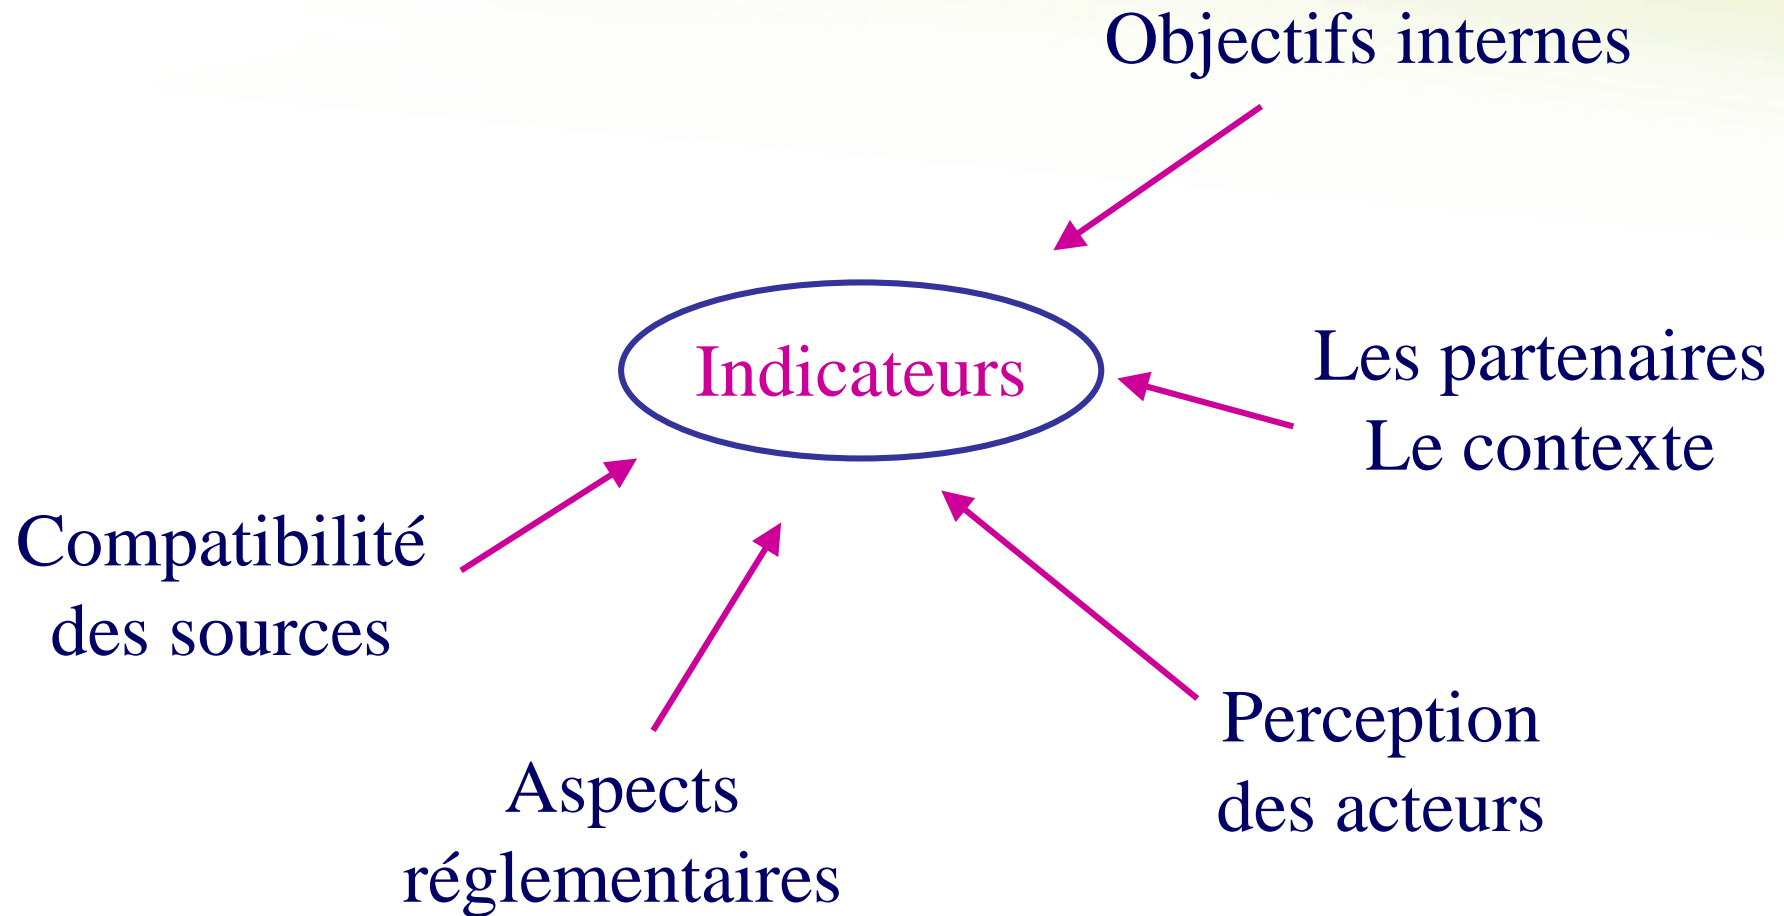 Objectifs internes
Indicateurs
Les partenaires
Le contexte
Compatibilité
des sources
Perception
des acteurs
Aspects
réglementaires